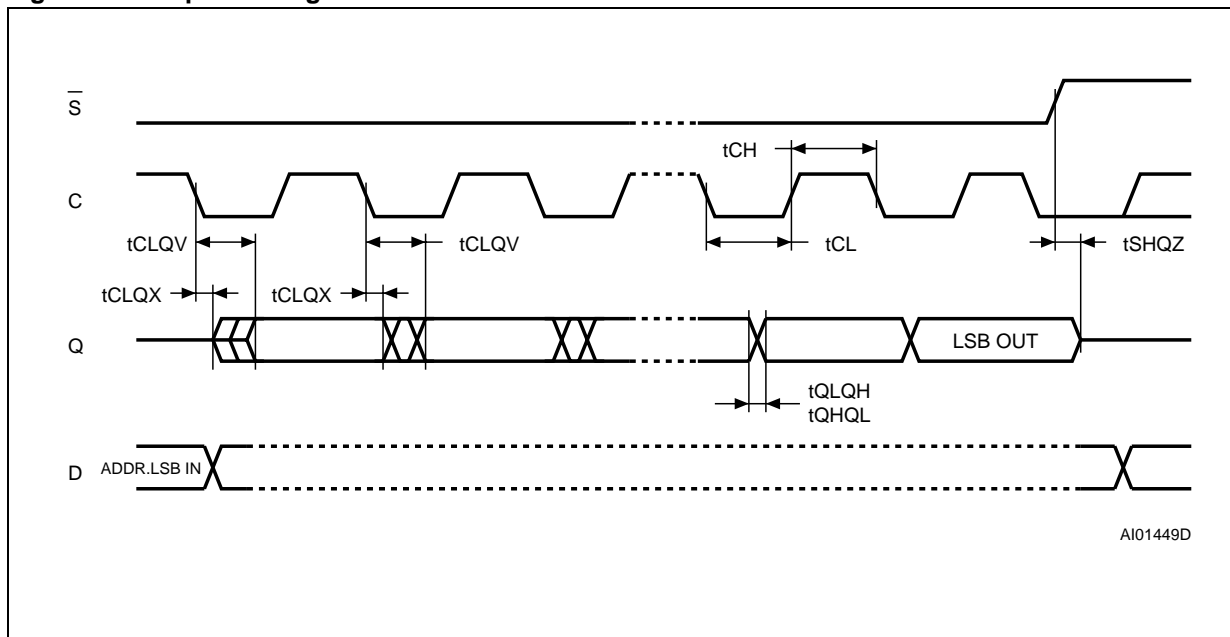 S
tCH
C
tCLQV
tCLQV
tCL
tSHQZ
tCLQX
tCLQX
Q
LSB OUT
tQLQH
tQHQL
D
ADDR.LSB IN
AI01449D